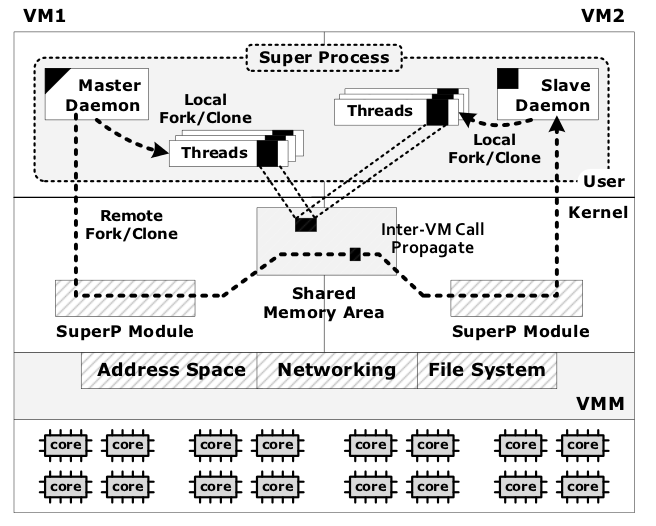 VM1
VM2
Super Process
Master
Daemon
Local
Fork/Clone
Threads
Threads
Slave
Daemon
Local
Fork/Clone
User
Kernel
Remote
Fork/Clone
Inter-VM Call
Propagate
Shared
Memory Area
SuperP Module
SuperP Module
Address Space
Networking
File System
VMM
core core core core core core core core
core core core core core core core core